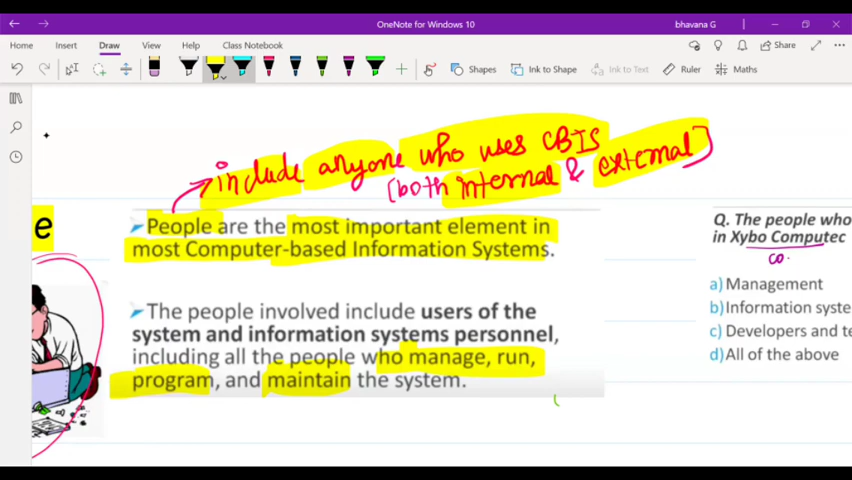 OneNote for Windows 10
bhavana G
Home Insert Draw View Help Class Notebook
Share
Shapes
Ink to Shape
Ink to Text
Ruler
Maths
include anyone who uses CBIS
(both internal & external)
e
➢People are the most important element in
most Computer-based Information Systems.
➢The people involved include users of the
system and information systems personnel,
including all the people who manage, run,
program, and maintain the system.
Q. The people who
in Xybo Computec
co.
a) Management
b) Information syste
c) Developers and te
d) All of the above